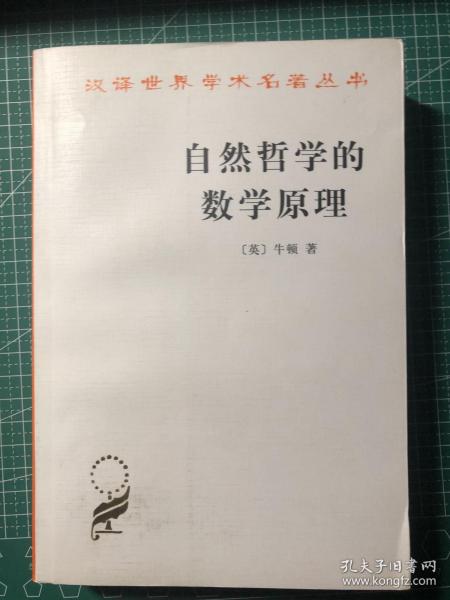 汉译世界学术名著丛书
自然哲学的
数学原理
〔英〕牛顿 著
孔夫子旧书网
www.kongfz.com